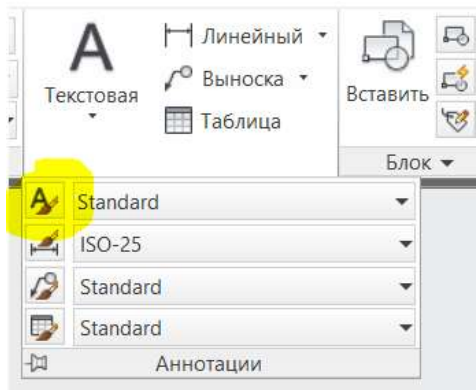 Линейный
Выноска
Таблица
Текстовая
Вставить
Блок
Standard
ISO-25
Standard
Standard
Аннотации